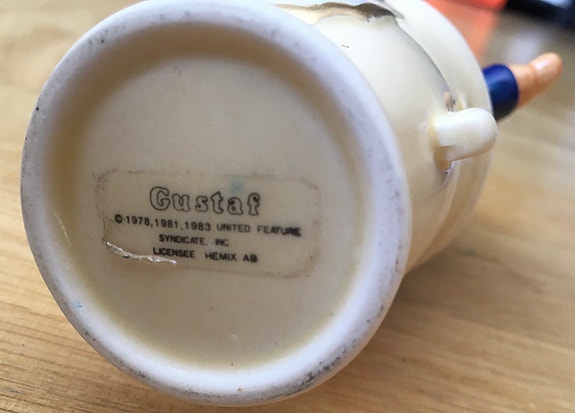 Gustaf
© 1978, 1981, 1983 UNITED FEATURE
SYNDICATE, INC
LICENSEE HEMIX AB